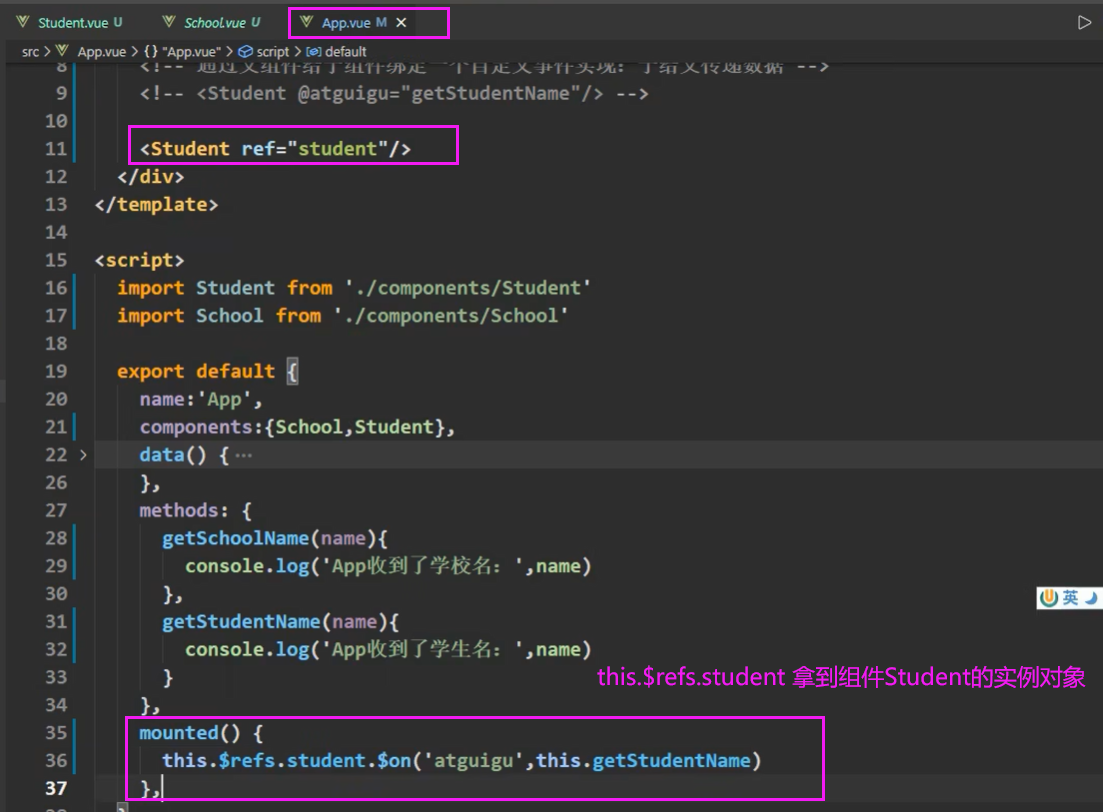 Student.vue U School.vue U App.vue M ×
src > App.vue > {} "App.vue" > script > default
8 <!-- 通过父组件给子组件绑定一个自定义事件实现：子给父传递数据 -->
9 <!-- <Student @atguigu="getStudentName"/> -->
10
11 <Student ref="student"/>
12 </div>
13 </template>
14
15 <script>
16 import Student from './components/Student'
17 import School from './components/School'
18
19 export default {
20 name:'App',
21 components:{School,Student},
22 > data() { ···
26 },
27 methods: {
28 getSchoolName(name){
29 console.log('App收到了学校名：',name)
30 },
31 getStudentName(name){
32 console.log('App收到了学生名：',name)
33 }
this.$refs.student 拿到组件Student的实例对象
34 },
35 mounted() {
36 this.$refs.student.$on('atguigu',this.getStudentName)
37 },
38 }
英